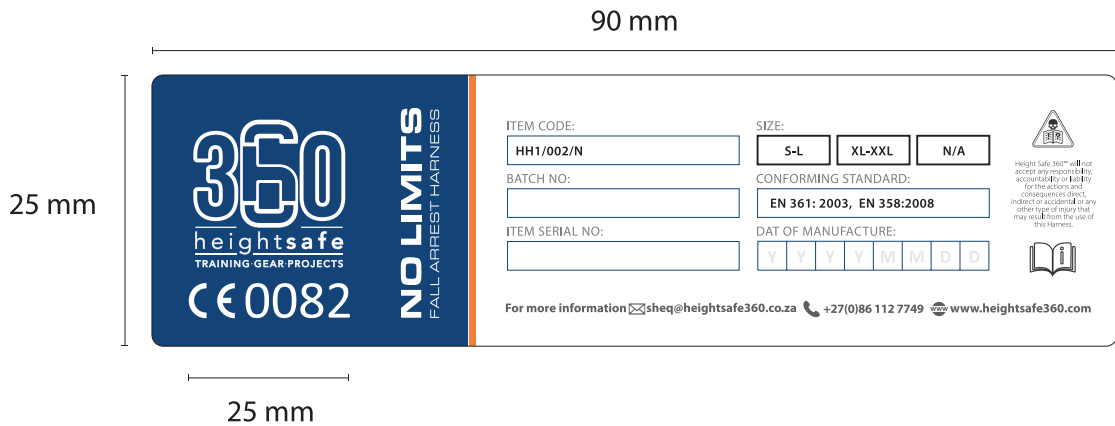 90 mm
25 mm
360
heightsafe
TRAINING·GEAR·PROJECTS
CE 0082
NO LIMITS
FALL ARREST HARNESS
ITEM CODE:
HH1/002/N
BATCH NO:
ITEM SERIAL NO:
SIZE:
S-L XL-XXL N/A
CONFORMING STANDARD:
EN 361: 2003, EN 358:2008
DAT OF MANUFACTURE:
Y Y Y Y M M D D
Height Safe 360™ will not
accept any responsibility,
accountability or liability
for the actions and
consequences direct,
indirect or accidental or any
other type of injury that
may result from the use of
this Harness.
i
For more information sheq@heightsafe360.co.za +27(0)86 112 7749 www www.heightsafe360.com
25 mm